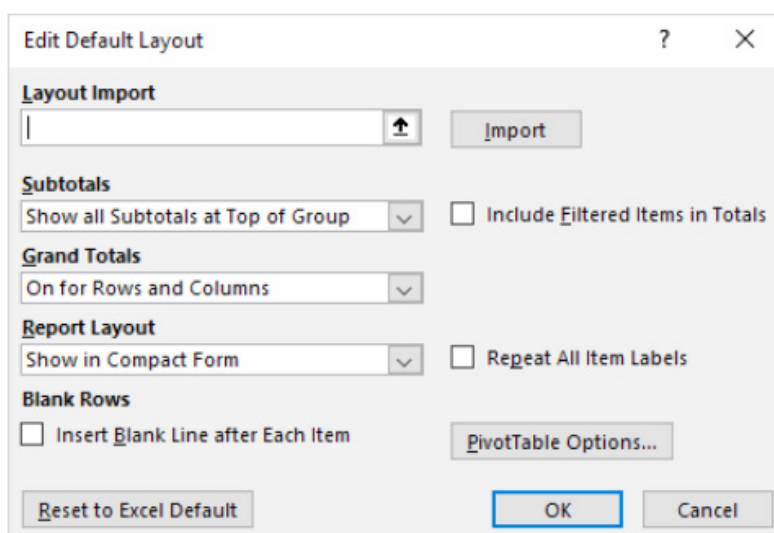 Edit Default Layout ?
Layout Import
Import
Subtotals
Show all Subtotals at Top of Group
Include Filtered Items in Totals
Grand Totals
On for Rows and Columns
Report Layout
Show in Compact Form
Repeat All Item Labels
Blank Rows
Insert Blank Line after Each Item
PivotTable Options...
Reset to Excel Default
OK
Cancel